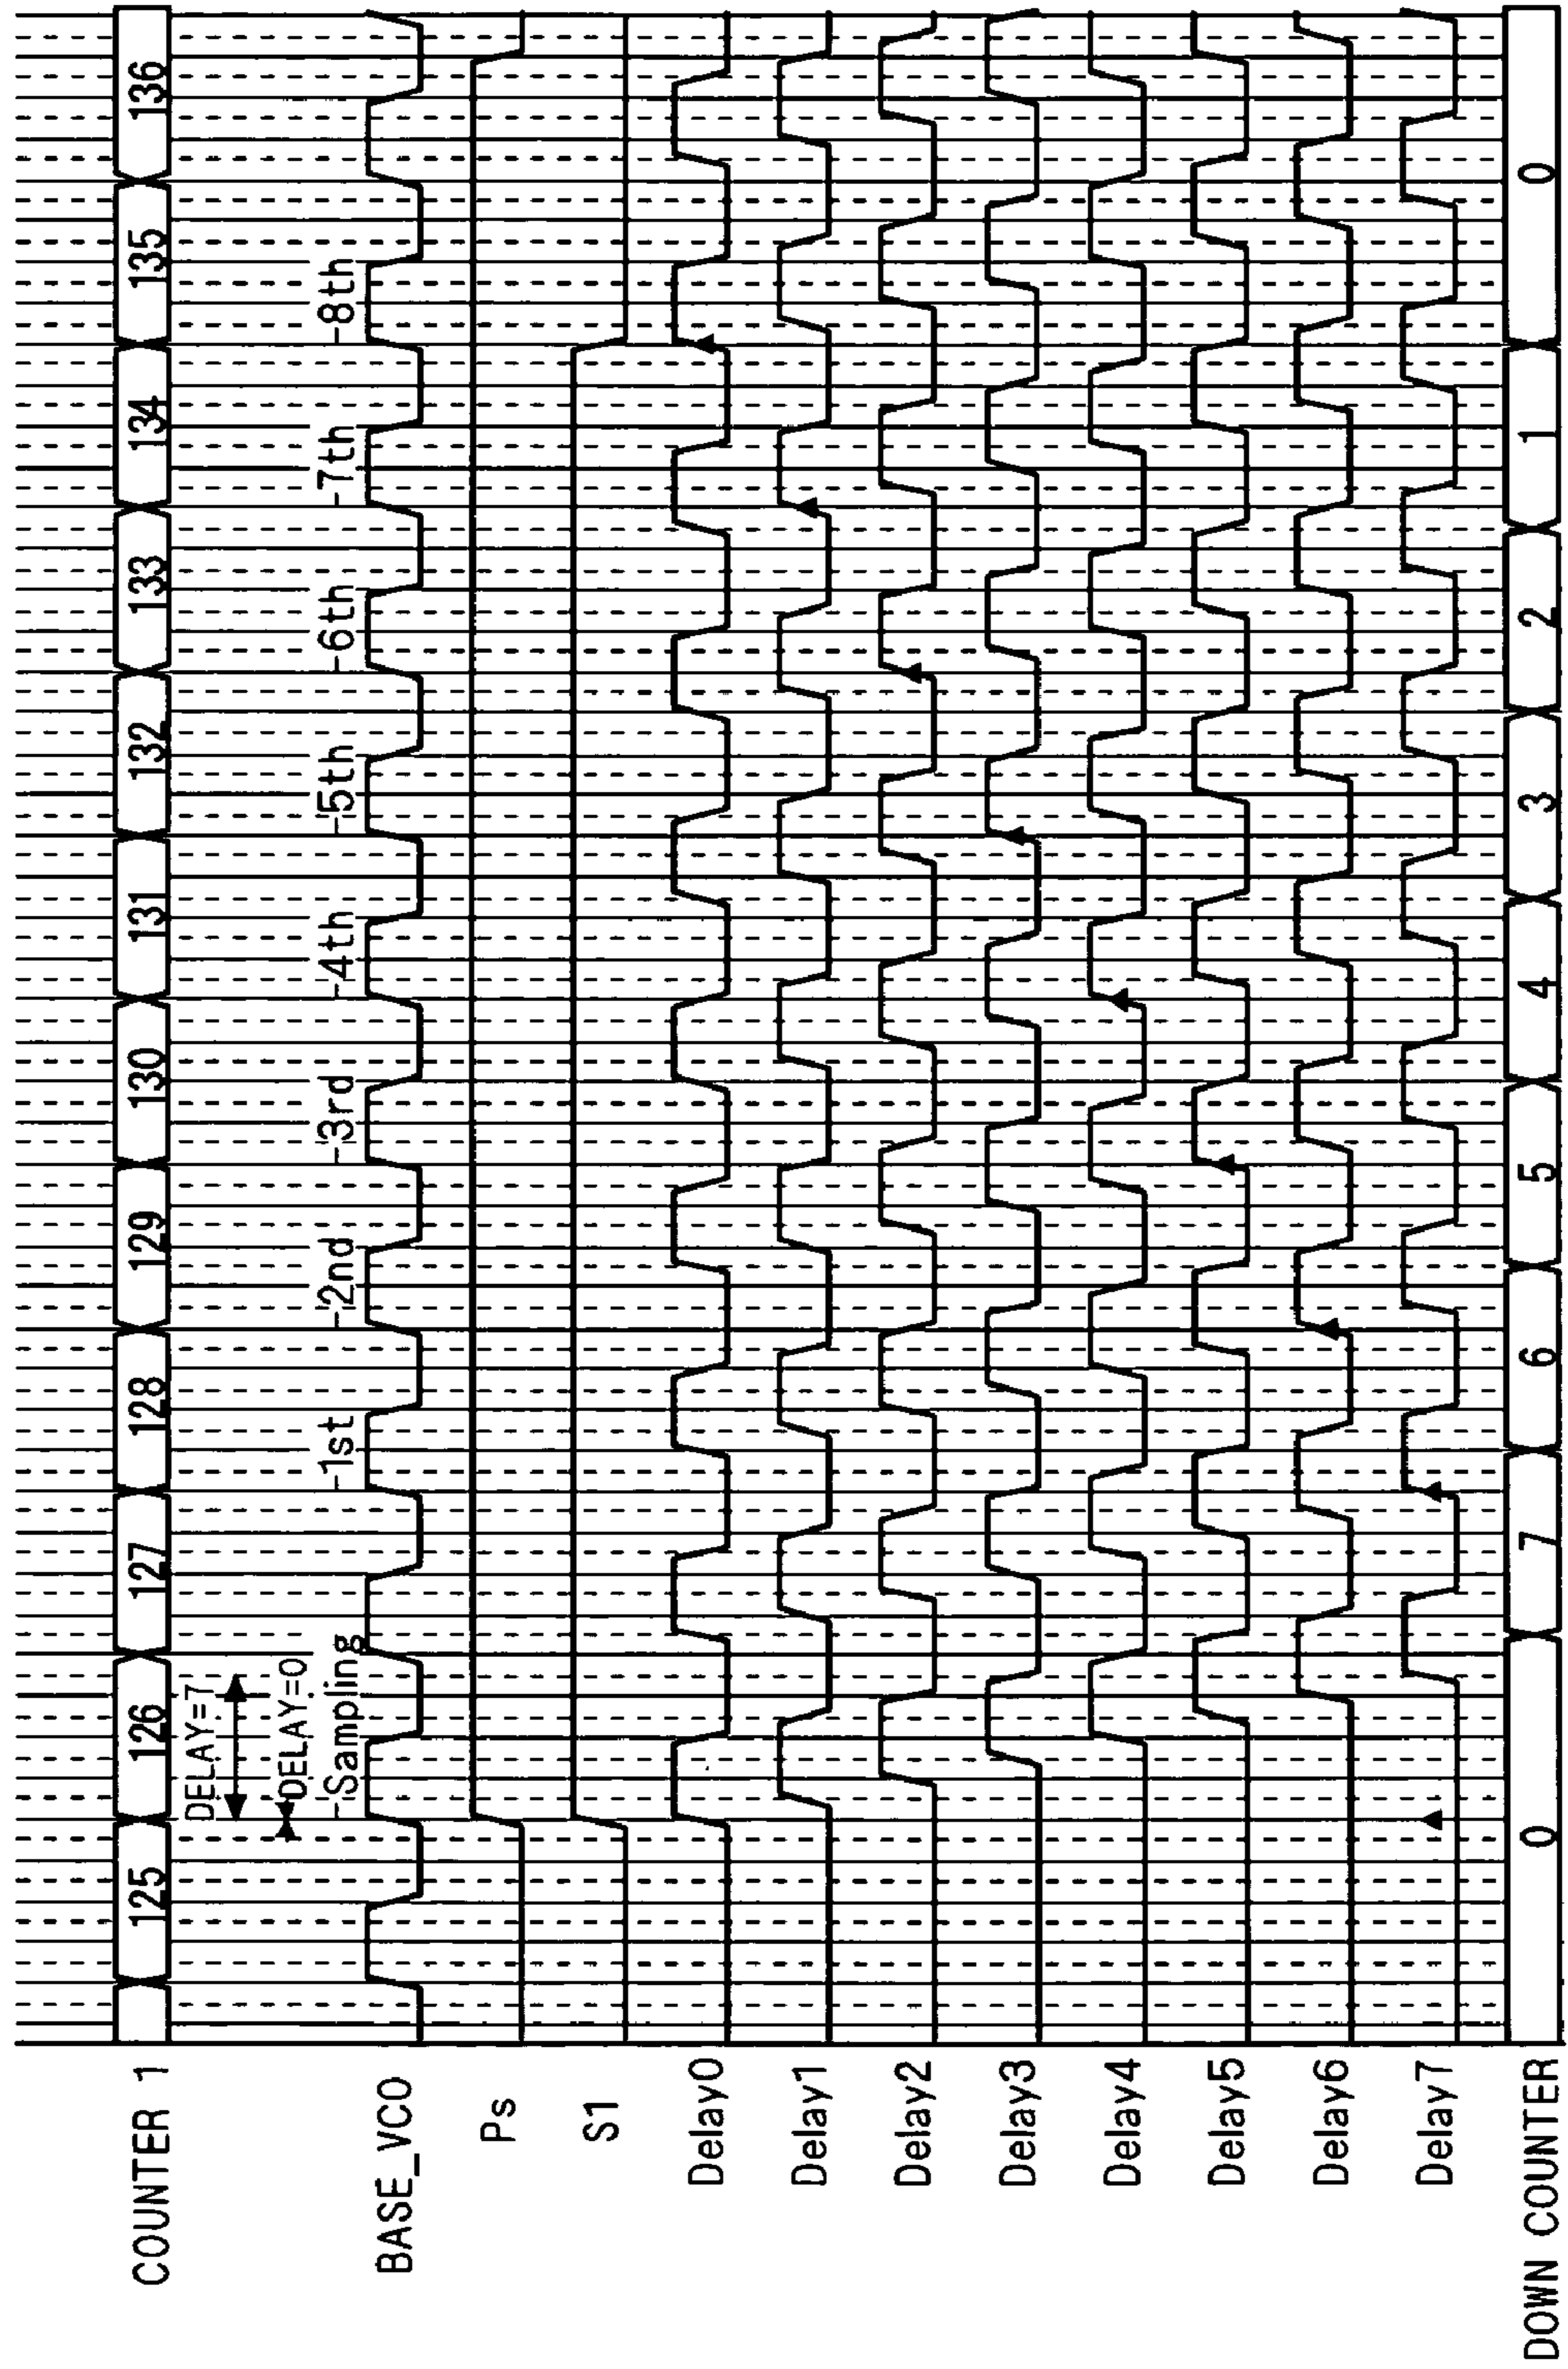 COUNTER 1 125 126 127 128 129 130 131 132 133 134 135 136
DELAY=7
DELAY=0
Sampling 1st 2nd 3rd 4th 5th 6th 7th 8th
BASE_VCO
Ps
S1
Delay0
Delay1
Delay2
Delay3
Delay4
Delay5
Delay6
Delay7
DOWN COUNTER 0 7 6 5 4 3 2 1 0